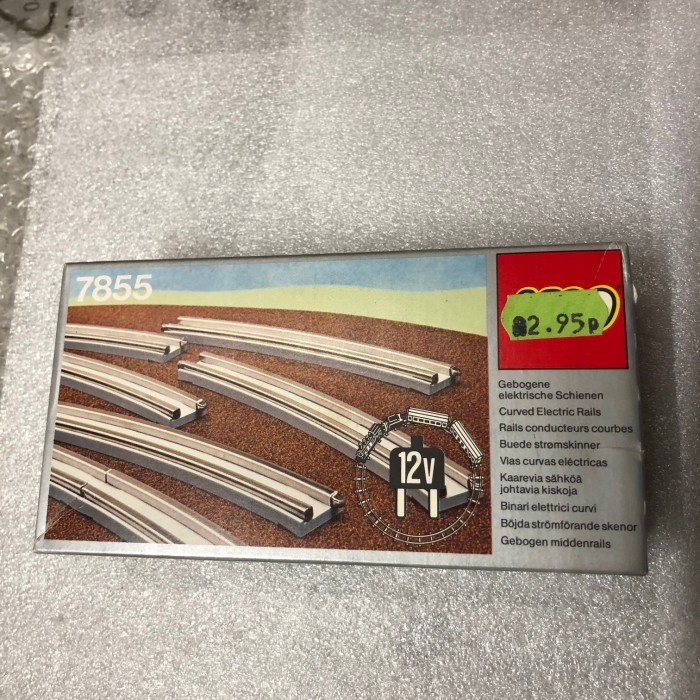 7855
2.95p
Gebogene
elektrische Schienen
Curved Electric Rails
Rails conducteurs courbes
Buede strømskinner
Vias curvas eléctricas
Kaarevia sähköä
johtavia kiskoja
Binari elettrici curvi
Böjda strömförande skenor
Gebogen middenrails
12v